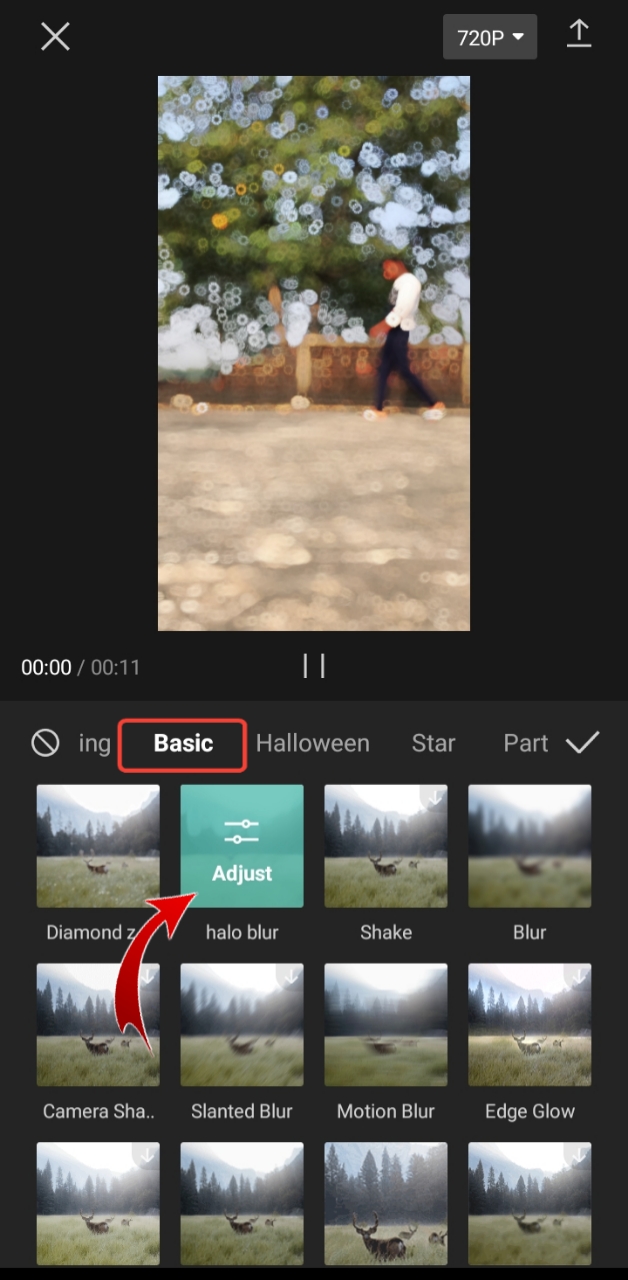 720P
00:00 / 00:11
ing Basic Halloween Star Part
Adjust
Diamond z halo blur Shake Blur
Camera Sha.. Slanted Blur Motion Blur Edge Glow